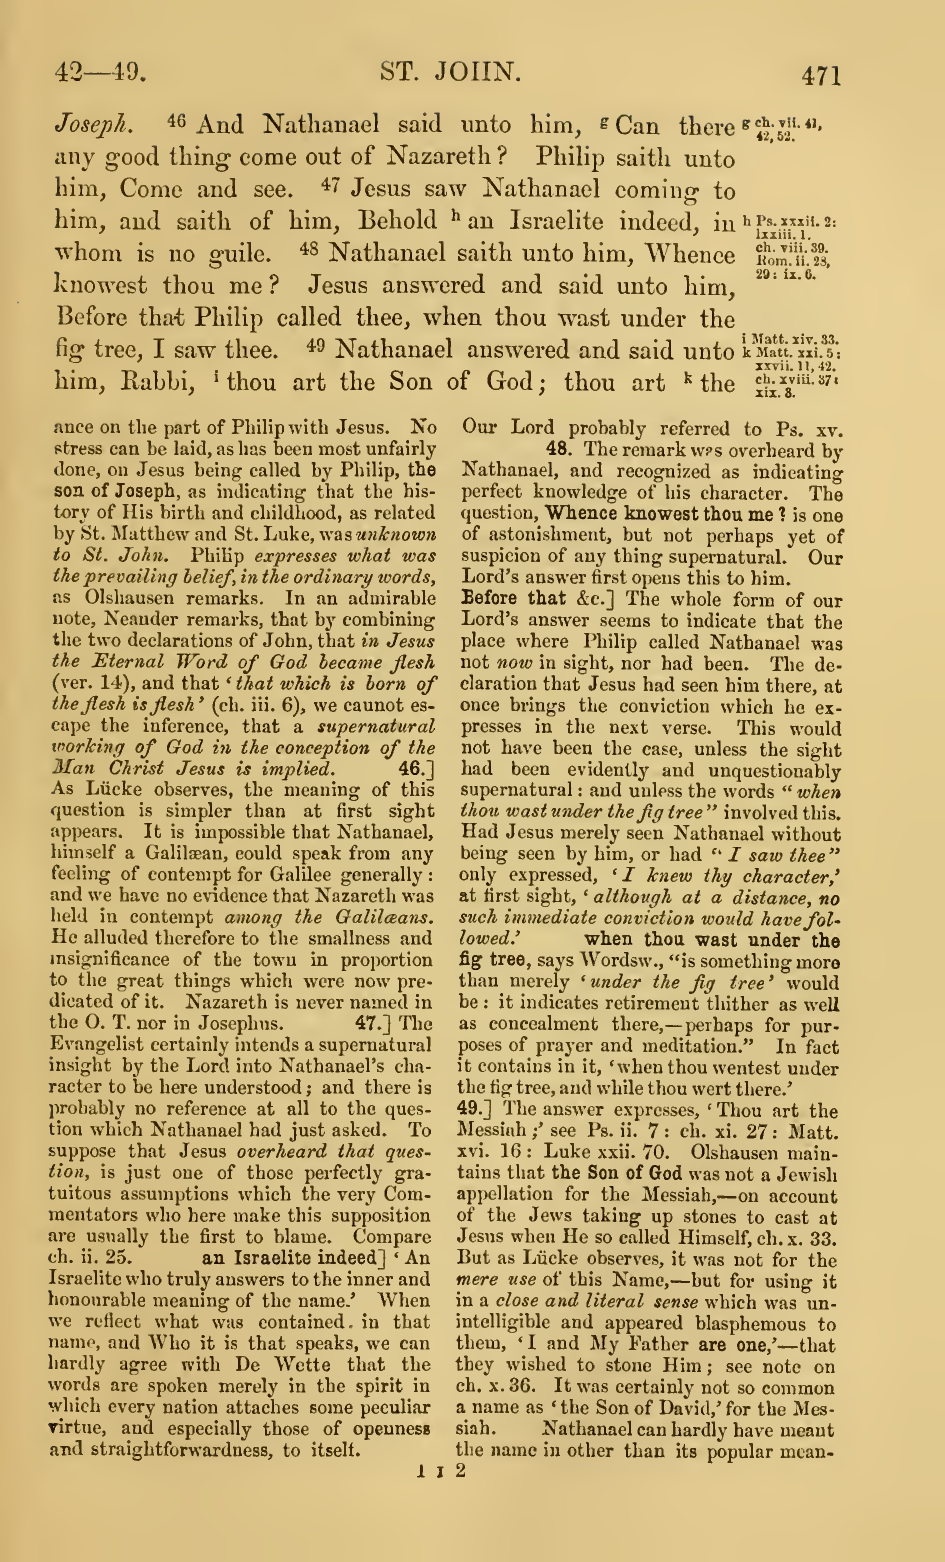 42—49.
ST. JOHN.
471
Joseph. 46 And Nathanael said unto him, g Can there
any good thing come out of Nazareth? Philip saith unto
him, Come and see. 47 Jesus saw Nathanael coming to
him, and saith of him, Behold h an Israelite indeed, in
whom is no guile. 48 Nathanael saith unto him, Whence
knowest thou me? Jesus answered and said unto him,
Before that Philip called thee, when thou wast under the
fig tree, I saw thee. 49 Nathanael answered and said unto
him, Rabbi, i thou art the Son of God; thou art k the
g ch. vii. 41,
42, 52.
h Ps. xxxii. 2:
lxxiii. 1.
ch. viii. 39.
Rom. ii. 28,
29: ix. 6.
i Matt. xiv. 33.
k Matt. xxi. 5:
xxvii. 11, 42.
ch. xviii. 37:
xix. 3.
ance on the part of Philip with Jesus. No
stress can be laid, as has been most unfairly
done, on Jesus being called by Philip, the
son of Joseph, as indicating that the his-
tory of His birth and childhood, as related
by St. Matthew and St. Luke, was unknown
to St. John. Philip expresses what was
the prevailing belief, in the ordinary words,
as Olshausen remarks. In an admirable
note, Neander remarks, that by combining
the two declarations of John, that in Jesus
the Eternal Word of God became flesh
(ver. 14), and that ‘that which is born of
the flesh is flesh’ (ch. iii. 6), we cannot es-
cape the inference, that a supernatural
working of God in the conception of the
Man Christ Jesus is implied. 46.]
As Lücke observes, the meaning of this
question is simpler than at first sight
appears. It is impossible that Nathanael,
himself a Galilæan, could speak from any
feeling of contempt for Galilee generally:
and we have no evidence that Nazareth was
held in contempt among the Galilæans.
He alluded therefore to the smallness and
insignificance of the town in proportion
to the great things which were now pre-
dicated of it. Nazareth is never named in
the O. T. nor in Josephus. 47.] The
Evangelist certainly intends a supernatural
insight by the Lord into Nathanael's cha-
racter to be here understood; and there is
probably no reference at all to the ques-
tion which Nathanael had just asked. To
suppose that Jesus overheard that ques-
tion, is just one of those perfectly gra-
tuitous assumptions which the very Com-
mentators who here make this supposition
are usually the first to blame. Compare
ch. ii. 25. an Israelite indeed] ‘An
Israelite who truly answers to the inner and
honourable meaning of the name.’ When
we reflect what was contained in that
name, and Who it is that speaks, we can
hardly agree with De Wette that the
words are spoken merely in the spirit in
which every nation attaches some peculiar
virtue, and especially those of openness
and straightforwardness, to itself.
Our Lord probably referred to Ps. xv.
48. The remark was overheard by
Nathanael, and recognized as indicating
perfect knowledge of his character. The
question, Whence knowest thou me? is one
of astonishment, but not perhaps yet of
suspicion of any thing supernatural. Our
Lord's answer first opens this to him.
Before that &c.] The whole form of our
Lord's answer seems to indicate that the
place where Philip called Nathanael was
not now in sight, nor had been. The de-
claration that Jesus had seen him there, at
once brings the conviction which he ex-
presses in the next verse. This would
not have been the case, unless the sight
had been evidently and unquestionably
supernatural: and unless the words “when
thou wast under the fig tree” involved this.
Had Jesus merely seen Nathanael without
being seen by him, or had “I saw thee”
only expressed, ‘I knew thy character,’
at first sight, ‘although at a distance, no
such immediate conviction would have fol-
lowed.’ when thou wast under the
fig tree, says Wordsw., “is something more
than merely ‘under the fig tree’ would
be: it indicates retirement thither as well
as concealment there,—perhaps for pur-
poses of prayer and meditation.” In fact
it contains in it, ‘when thou wentest under
the fig tree, and while thou wert there.’
49.] The answer expresses, ‘Thou art the
Messiah;’ see Ps. ii. 7: ch. xi. 27: Matt.
xvi. 16: Luke xxii. 70. Olshausen main-
tains that the Son of God was not a Jewish
appellation for the Messiah,—on account
of the Jews taking up stones to cast at
Jesus when He so called Himself, ch. x. 33.
But as Lücke observes, it was not for the
mere use of this Name,—but for using it
in a close and literal sense which was un-
intelligible and appeared blasphemous to
them, ‘I and My Father are one,’—that
they wished to stone Him; see note on
ch. x. 36. It was certainly not so common
a name as ‘the Son of David,’ for the Mes-
siah. Nathanael can hardly have meant
the name in other than its popular mean-
I I 2